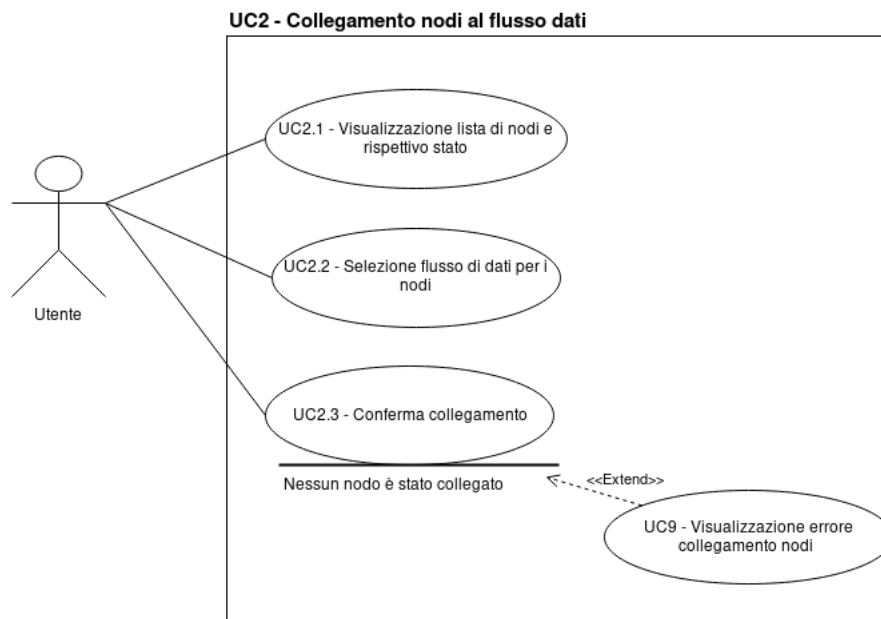 UC2 - Collegamento nodi al flusso dati
UC2.1 - Visualizzazione lista di nodi e
rispettivo stato
UC2.2 - Selezione flusso di dati per i
nodi
Utente
UC2.3 - Conferma collegamento
Nessun nodo è stato collegato
<<Extend>>
UC9 - Visualizzazione errore
collegamento nodi